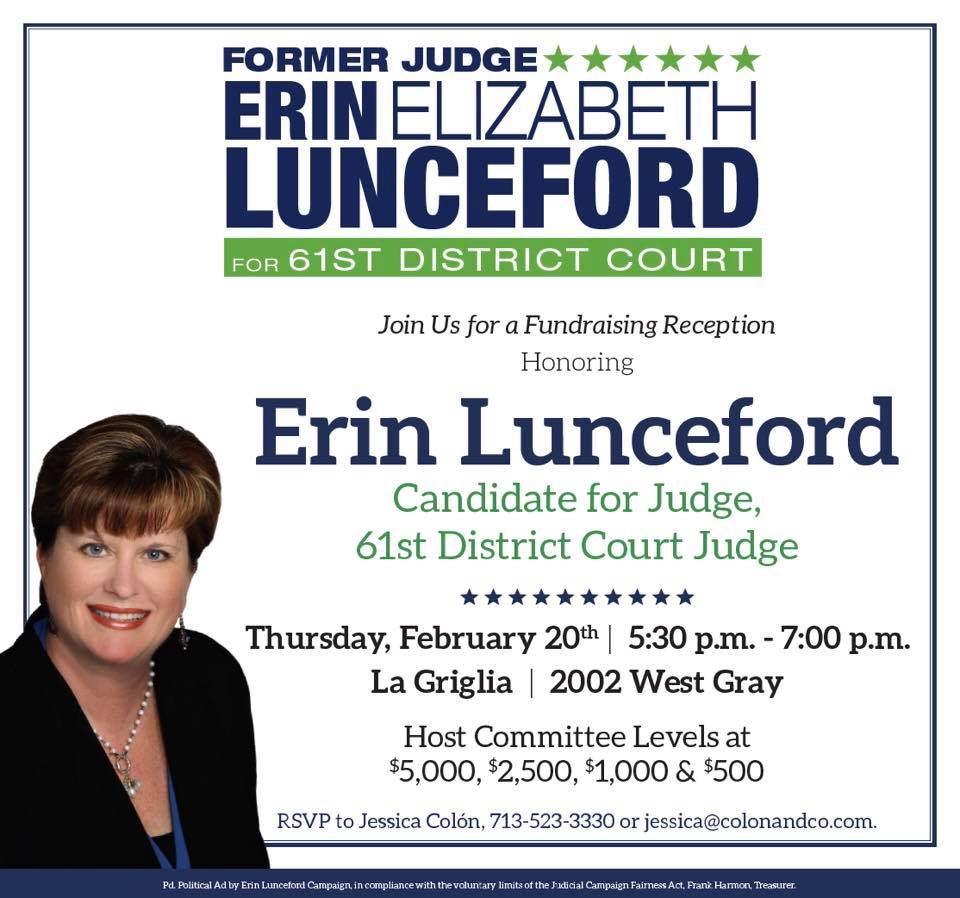 FORMER JUDGE
ERIN ELIZABETH
LUNCEFORD
FOR 61ST DISTRICT COURT
Join Us for a Fundraising Reception
Honoring
Erin Lunceford
Candidate for Judge,
61st District Court Judge
Thursday, February 20th | 5:30 p.m. - 7:00 p.m.
La Griglia | 2002 West Gray
Host Committee Levels at
$5,000, $2,500, $1,000 & $500
RSVP to Jessica Colón, 713-523-3330 or jessica@colonandco.com.
Pd. Political Ad by Erin Lunceford Campaign, in compliance with the voluntary limits of the Judicial Campaign Fairness Act, Frank Harmon, Treasurer.